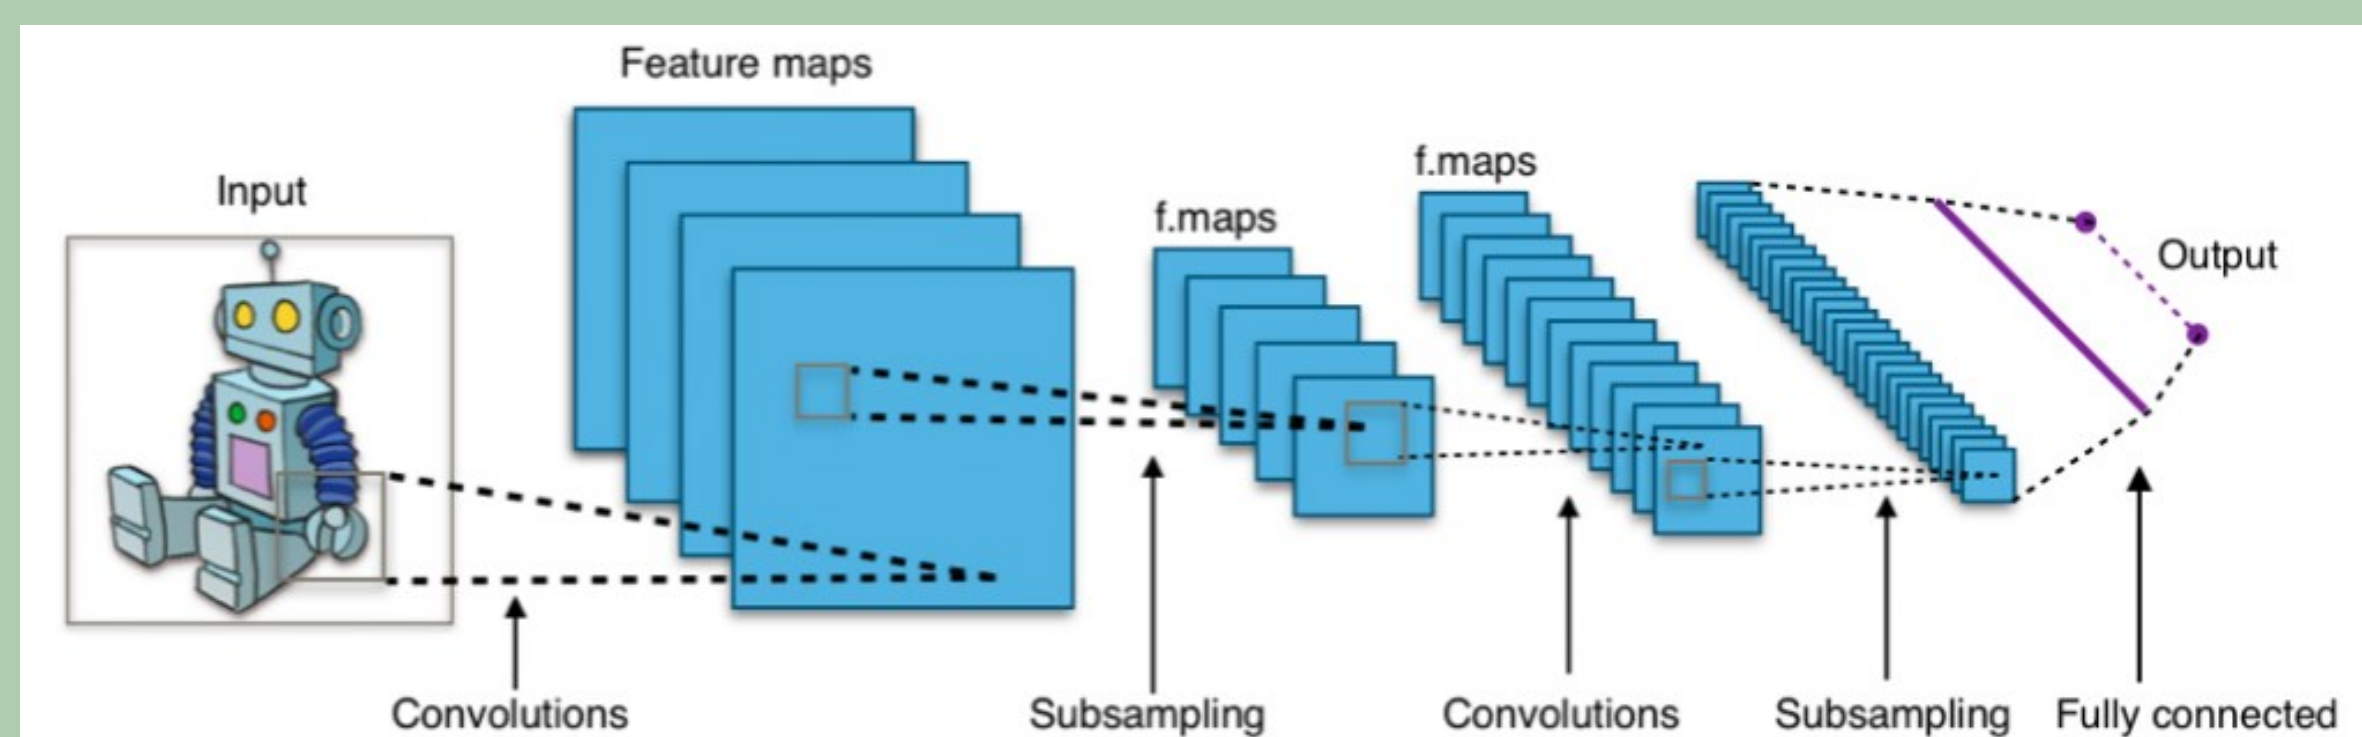 Feature maps
Input
f.maps
f.maps
Output
Convolutions
Subsampling
Convolutions
Subsampling
Fully connected